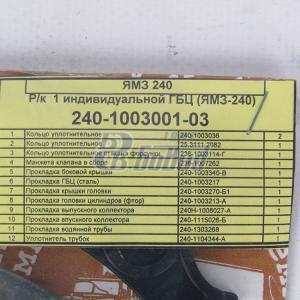 ЯМЗ 240
Р/к 1 индивидуальной ГБЦ (ЯМЗ-240)
240-1003001-03
1 Кольцо уплотнительное 240-1003036 2
2 Кольцо уплотнительное 25.3111.2082 1
3 Кольцо уплотнительное стакан форсунки 236-1003114-Г 1
4 Манжета клапана в сборе
5 Прокладка боковой крышки 240-1003340-В 1
6 Прокладка ГБЦ (сталь) 240-1003217 1
7 Прокладка крышки головки 240-1003270-Б1 1
8 Прокладка головки цилиндров (фтор) 240-1003213-А 1
9 Прокладка выпускного коллектора 240Н-1008027-А 1
10 Прокладка впускного коллектора 240-1115026-Б 1
11 Прокладка водяной трубы 240-1303268 1
12 Уплотнитель трубок 240-1104344-А 1